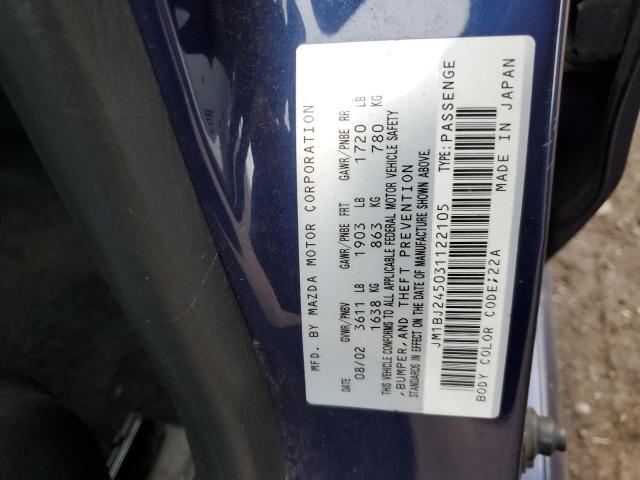 MFD. BY MAZDA MOTOR CORPORATION
DATE GVWR/PNBV GAWR/PNBE FRT GAWR/PNBE RR
08/02 3611 LB 1903 LB 1720 LB
1638 KG 863 KG 780 KG
THIS VEHICLE CONFORMS TO ALL APPLICABLE FEDERAL MOTOR VEHICLE SAFETY
,BUMPER,AND THEFT PREVENTION
STANDARDS IN EFFECT ON THE DATE OF MANUFACTURE SHOWN ABOVE.
JM1BJ245031122105 TYPE:PASSENGE
BODY COLOR CODE;22A MADE IN JAPAN